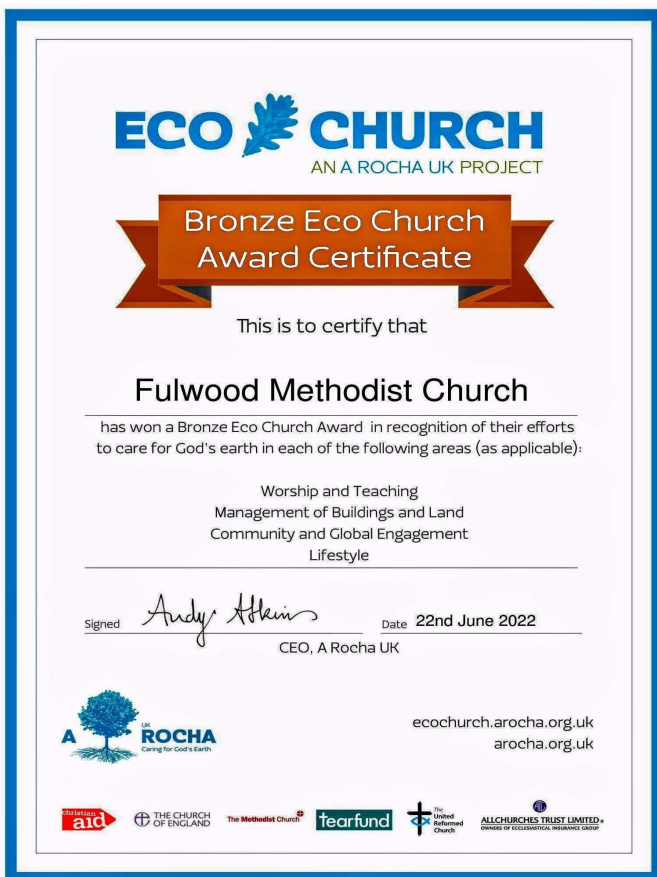 ECO CHURCH
AN A ROCHA UK PROJECT
Bronze Eco Church
Award Certificate
This is to certify that
Fulwood Methodist Church
has won a Bronze Eco Church Award in recognition of their efforts
to care for God's earth in each of the following areas (as applicable):
Worship and Teaching
Management of Buildings and Land
Community and Global Engagement
Lifestyle
Signed Andy Atkins Date 22nd June 2022
CEO, A Rocha UK
A ROCHA UK
Caring for God's Earth
ecochurch.arocha.org.uk
arocha.org.uk
christian aid
THE CHURCH
OF ENGLAND
The Methodist Church
tearfund
The
United
Reformed
Church
ALLCHURCHES TRUST LIMITED
OWNERS OF ECCLESIASTICAL INSURANCE GROUP